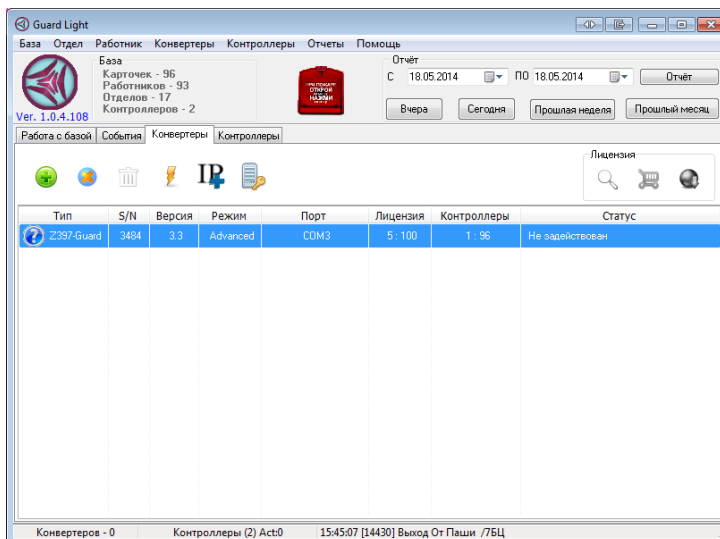 Guard Light
База Отдел Работник Конвертеры Контроллеры Отчеты Помощь
База
Карточек - 96
Работников - 93
Отделов - 17
Контроллеров - 2
Ver. 1.0.4.108
ПРИ ПОЖАРЕ
ОТКРОЙ
НАЖМИ
Отчёт
С 18.05.2014 ПО 18.05.2014 Отчёт
Вчера Сегодня Прошлая неделя Прошлый месяц
Работа с базой События Конвертеры Контроллеры
IP
Лицензия
Тип S/N Версия Режим Порт Лицензия Контроллеры Статус
Z397-Guard 3484 3.3 Advanced COM3 5 : 100 1 : 96 Не задействован
Конвертеров - 0 Контроллеры (2) Act:0 15:45:07 [14430] Выход От Паши /7БЦ